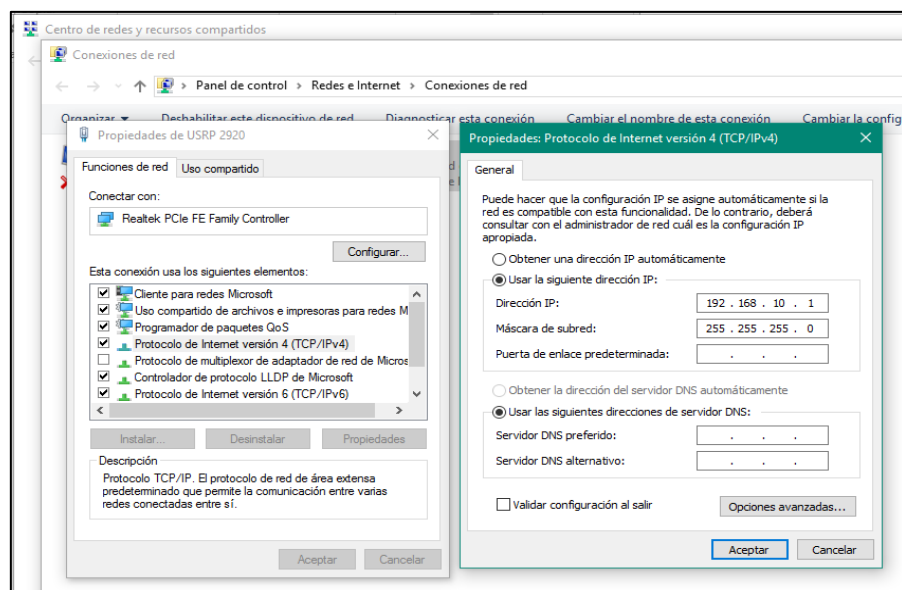 Centro de redes y recursos compartidos
Conexiones de red
Panel de control > Redes e Internet > Conexiones de red
Organizar Deshabilitar este dispositivo de red Diagnosticar esta conexión Cambiar el nombre de esta conexión Cambiar la config
Propiedades de USRP 2920
Funciones de red
Uso compartido
Conectar con:
Realtek PCIe FE Family Controller
Configurar...
Esta conexión usa los siguientes elementos:
Cliente para redes Microsoft
Uso compartido de archivos e impresoras para redes M
Programador de paquetes QoS
Protocolo de Internet versión 4 (TCP/IPv4)
Protocolo de multiplexor de adaptador de red de Micros
Controlador de protocolo LLDP de Microsoft
Protocolo de Internet versión 6 (TCP/IPv6)
Instalar...
Desinstalar
Propiedades
Descripción
Protocolo TCP/IP. El protocolo de red de área extensa
predeterminado que permite la comunicación entre varias
redes conectadas entre sí.
Aceptar
Cancelar
Propiedades: Protocolo de Internet versión 4 (TCP/IPv4)
General
Puede hacer que la configuración IP se asigne automáticamente si la
red es compatible con esta funcionalidad. De lo contrario, deberá
consultar con el administrador de red cuál es la configuración IP
apropiada.
Obtener una dirección IP automáticamente
Usar la siguiente dirección IP:
Dirección IP: 192 . 168 . 10 . 1
Máscara de subred: 255 . 255 . 255 . 0
Puerta de enlace predeterminada: . . .
Obtener la dirección del servidor DNS automáticamente
Usar las siguientes direcciones de servidor DNS:
Servidor DNS preferido: . . .
Servidor DNS alternativo: . . .
Validar configuración al salir
Opciones avanzadas...
Aceptar
Cancelar